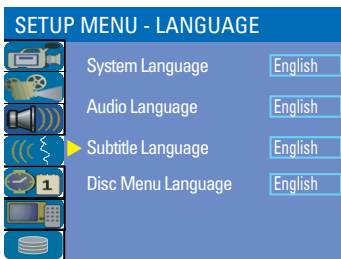 SETUP MENU - LANGUAGE
System Language English
Audio Language English
Subtitle Language English
Disc Menu Language English
1